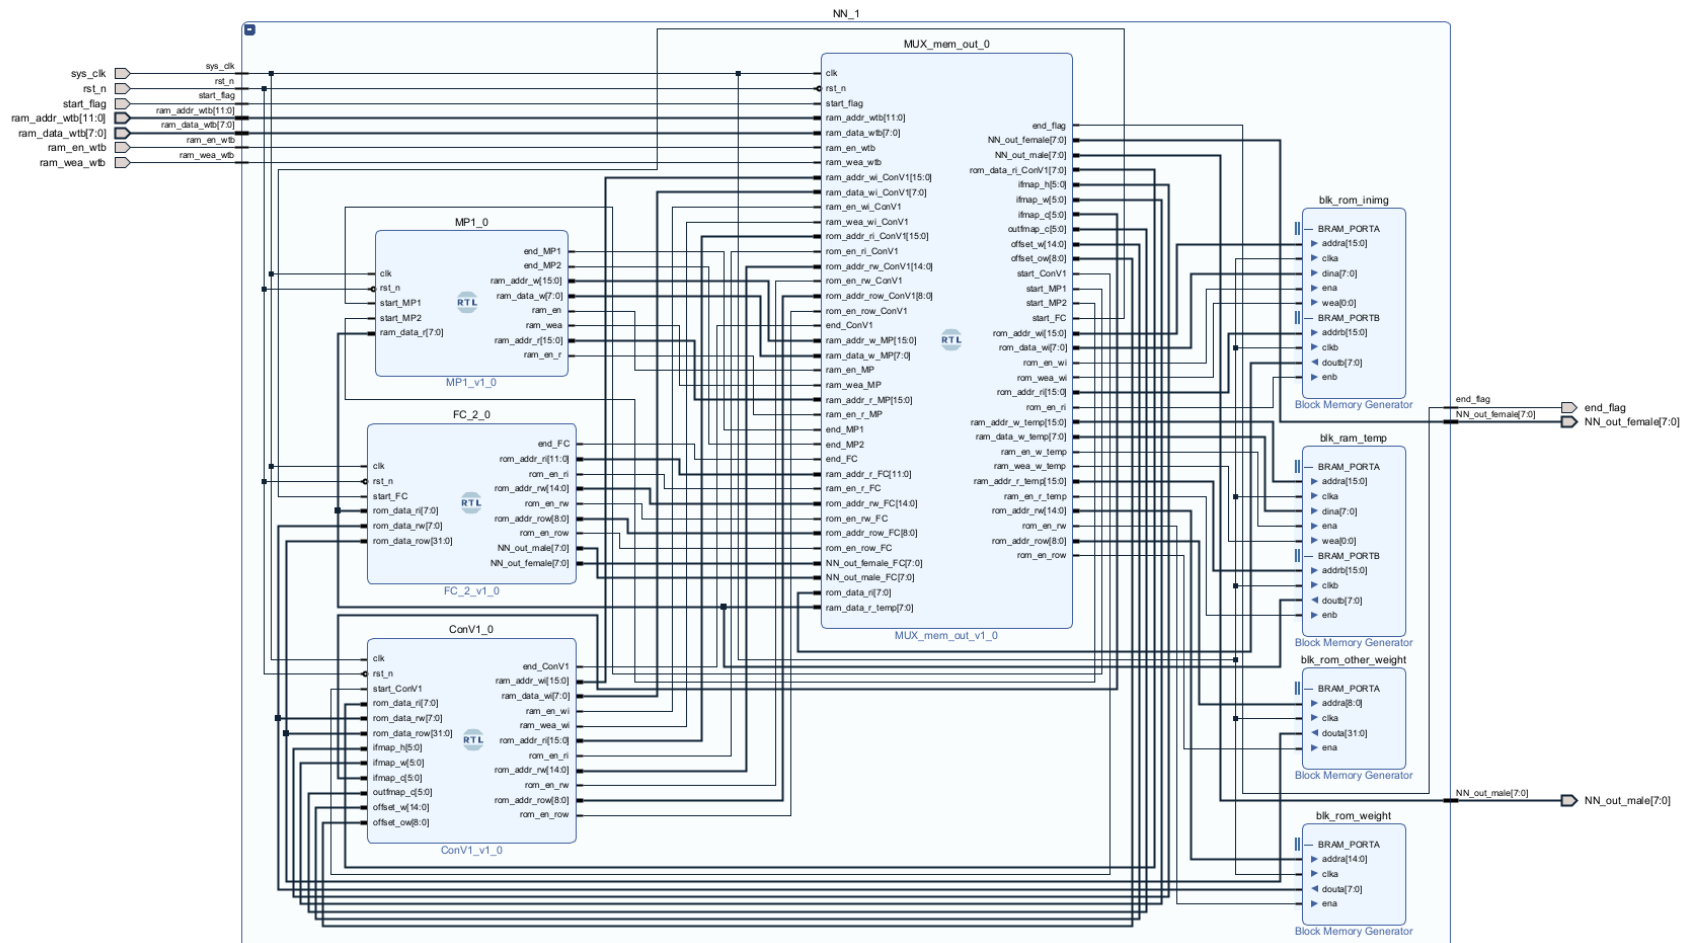 NN_1
sys_clk
rst_n
start_flag
ram_addr_wtb[11:0]
ram_data_wtb[7:0]
ram_en_wtb
ram_wea_wtb
sys_clk
rst_n
start_flag
ram_addr_wtb[11:0]
ram_data_wtb[7:0]
ram_en_wtb
ram_wea_wtb
MP1_0
clk
rst_n
start_MP1
start_MP2
ram_data_r[7:0]
RTL
end_MP1
end_MP2
ram_addr_w[15:0]
ram_data_w[7:0]
ram_en
ram_wea
ram_addr_r[15:0]
ram_en_r
MP1_v1_0
FC_2_0
clk
rst_n
start_FC
rom_data_ri[7:0]
rom_data_rw[7:0]
rom_data_row[31:0]
RTL
end_FC
rom_addr_ri[11:0]
rom_en_ri
rom_addr_rw[14:0]
rom_en_rw
rom_addr_row[8:0]
rom_en_row
NN_out_male[7:0]
NN_out_female[7:0]
FC_2_v1_0
ConV1_0
clk
rst_n
start_ConV1
rom_data_ri[7:0]
rom_data_rw[7:0]
rom_data_row[31:0]
ifmap_h[5:0]
ifmap_w[5:0]
ifmap_c[5:0]
outfmap_c[5:0]
offset_w[14:0]
offset_ow[8:0]
RTL
end_ConV1
ram_addr_wi[15:0]
ram_data_wi[7:0]
ram_en_wi
ram_wea_wi
rom_addr_ri[15:0]
rom_en_ri
rom_addr_rw[14:0]
rom_en_rw
rom_addr_row[8:0]
rom_en_row
ConV1_v1_0
MUX_mem_out_0
clk
rst_n
start_flag
ram_addr_wtb[11:0]
ram_data_wtb[7:0]
ram_en_wtb
ram_wea_wtb
ram_addr_wi_ConV1[15:0]
ram_data_wi_ConV1[7:0]
ram_en_wi_ConV1
ram_wea_wi_ConV1
rom_addr_ri_ConV1[15:0]
rom_en_ri_ConV1
rom_addr_rw_ConV1[14:0]
rom_en_rw_ConV1
rom_addr_row_ConV1[8:0]
rom_en_row_ConV1
end_ConV1
ram_addr_w_MP[15:0]
ram_data_w_MP[7:0]
ram_en_MP
ram_wea_MP
ram_addr_r_MP[15:0]
ram_en_r_MP
end_MP1
end_MP2
end_FC
ram_addr_r_FC[11:0]
ram_en_r_FC
rom_addr_rw_FC[14:0]
rom_en_rw_FC
rom_addr_row_FC[8:0]
rom_en_row_FC
NN_out_female_FC[7:0]
NN_out_male_FC[7:0]
rom_data_ri[7:0]
ram_data_r_temp[7:0]
RTL
end_flag
NN_out_female[7:0]
NN_out_male[7:0]
rom_data_ri_ConV1[7:0]
ifmap_h[5:0]
ifmap_w[5:0]
ifmap_c[5:0]
outfmap_c[5:0]
offset_w[14:0]
offset_ow[8:0]
start_ConV1
start_MP1
start_MP2
start_FC
rom_addr_wi[15:0]
rom_data_wi[7:0]
rom_en_wi
rom_wea_wi
rom_addr_ri[15:0]
rom_en_ri
ram_addr_w_temp[15:0]
ram_data_w_temp[7:0]
ram_en_w_temp
ram_wea_w_temp
ram_addr_r_temp[15:0]
ram_en_r_temp
rom_addr_rw[14:0]
rom_en_rw
rom_addr_row[8:0]
rom_en_row
MUX_mem_out_v1_0
blk_rom_inimg
BRAM_PORTA
addra[15:0]
clka
dina[7:0]
ena
wea[0:0]
BRAM_PORTB
addrb[15:0]
clkb
doutb[7:0]
enb
Block Memory Generator
blk_ram_temp
BRAM_PORTA
addra[15:0]
clka
dina[7:0]
ena
wea[0:0]
BRAM_PORTB
addrb[15:0]
clkb
doutb[7:0]
enb
Block Memory Generator
blk_rom_other_weight
BRAM_PORTA
addra[8:0]
clka
douta[31:0]
ena
Block Memory Generator
blk_rom_weight
BRAM_PORTA
addra[14:0]
clka
douta[7:0]
ena
Block Memory Generator
end_flag
NN_out_female[7:0]
NN_out_male[7:0]
end_flag
NN_out_female[7:0]
NN_out_male[7:0]